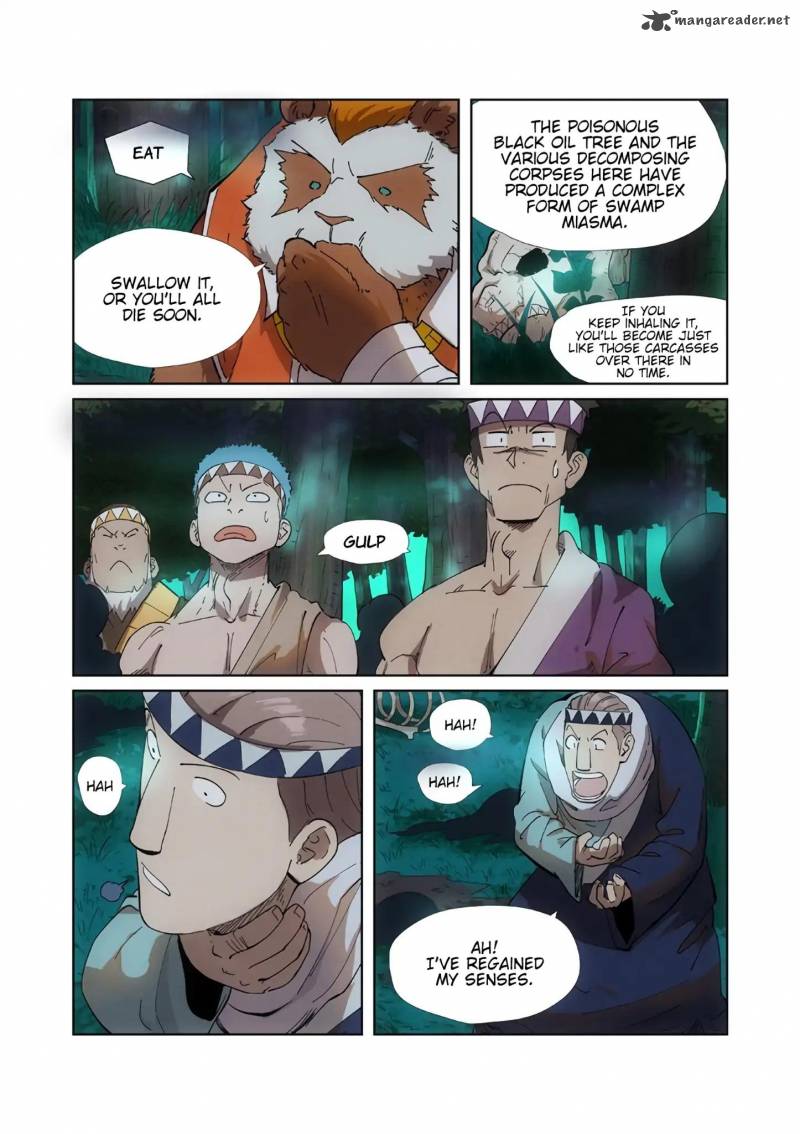 mangareader.net
EAT
SWALLOW IT,
OR YOU'LL ALL
DIE SOON.
THE POISONOUS
BLACK OIL TREE AND THE
VARIOUS DECOMPOSING
CORPSES HERE HAVE
PRODUCED A COMPLEX
FORM OF SWAMP
MIASMA.
IF YOU
KEEP INHALING IT,
YOU'LL BECOME JUST
LIKE THOSE CARCASSES
OVER THERE IN
NO TIME.
GULP
HAH
HAH!
HAH!
AH!
I'VE REGAINED
MY SENSES.